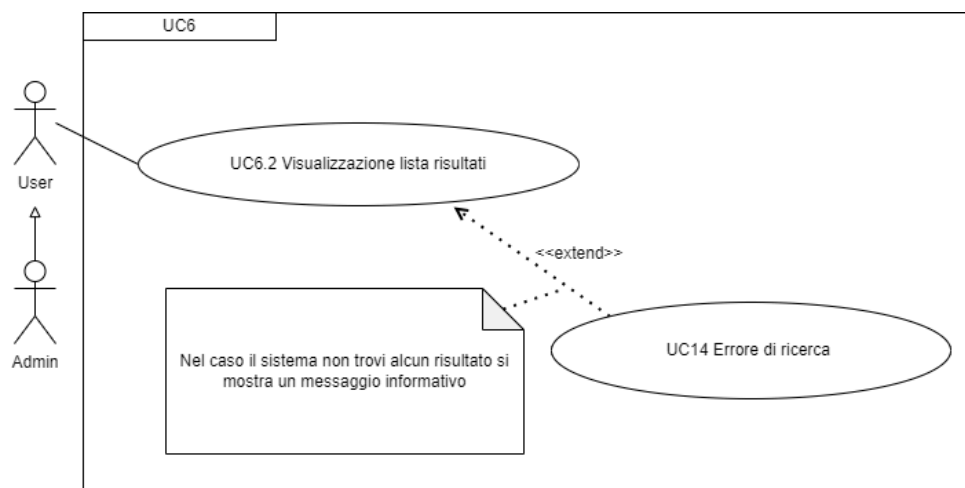 UC6
User
UC6.2 Visualizzazione lista risultati
<<extend>>
Admin
Nel caso il sistema non trovi alcun risultato si
mostra un messaggio informativo
UC14 Errore di ricerca